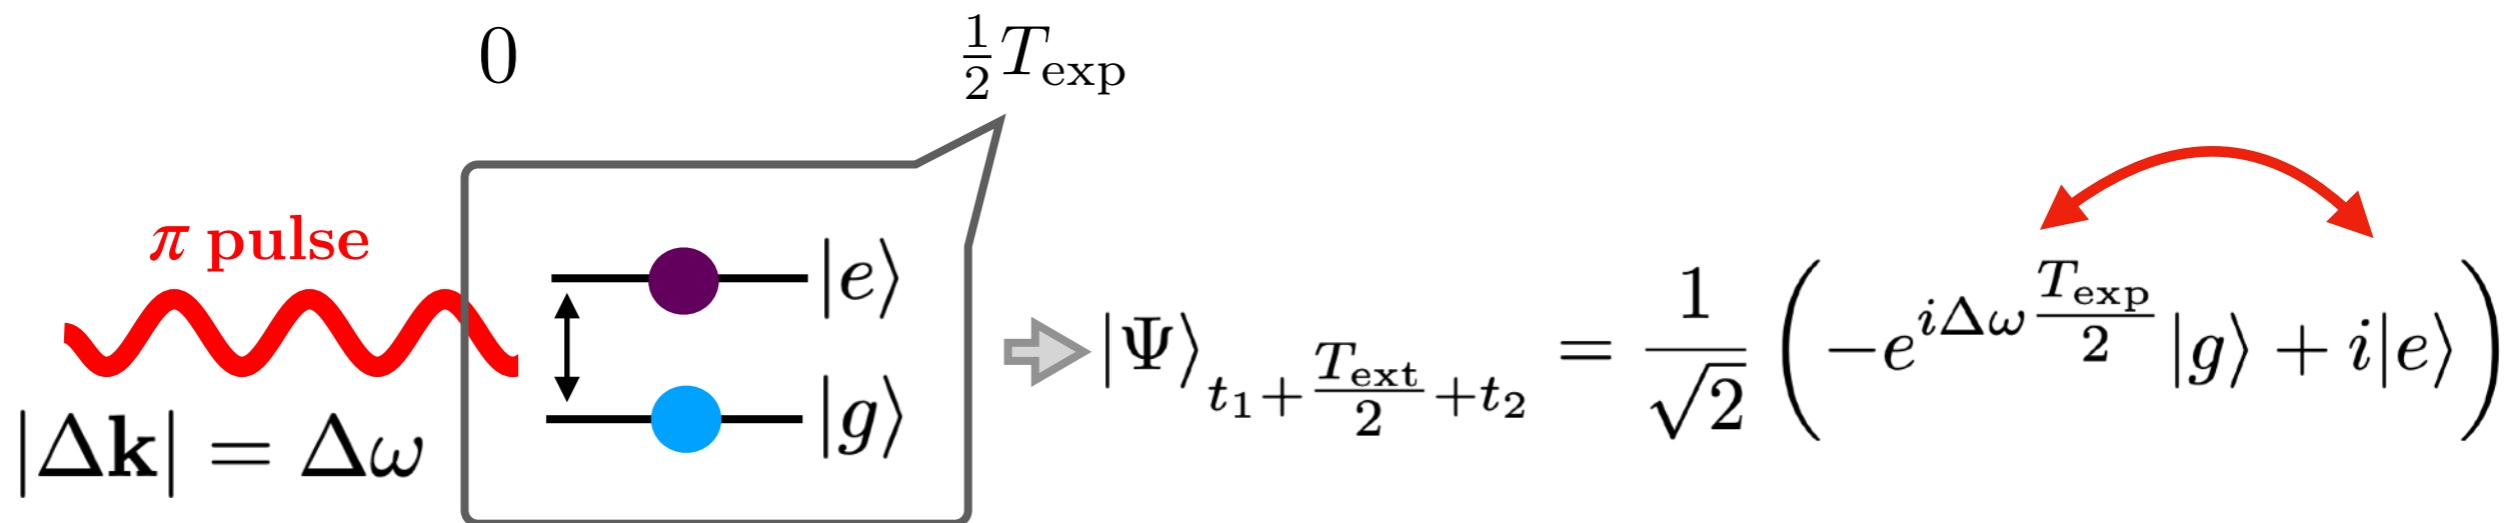 0
½T_exp
π pulse
|e⟩
|g⟩
|Δk| = Δω
|Ψ⟩_{t₁+T_ext/2+t₂} = 1/√2 (−e^{iΔω T_exp/2}|g⟩ + i|e⟩)